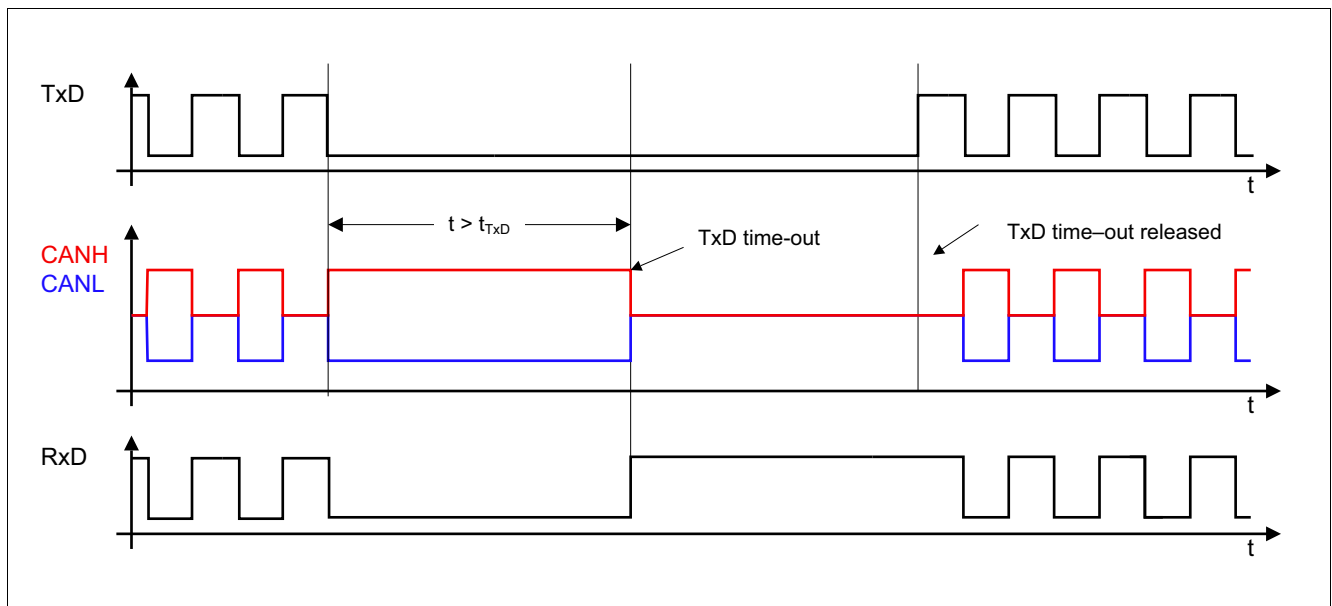 TxD
t
t > tTxD
TxD time-out
TxD time–out released
CANH
CANL
t
RxD
t